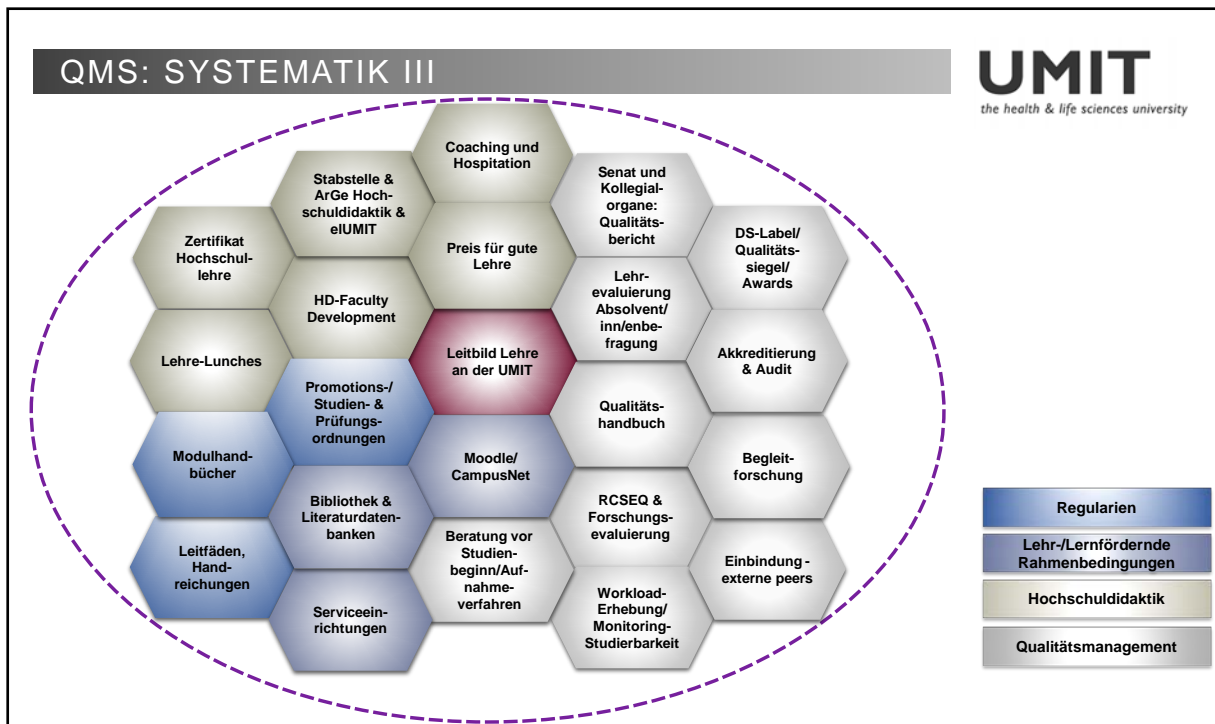 QMS: SYSTEMATIK III
UMIT
the health & life sciences university
Coaching und
Hospitation
Stabstelle &
ArGe Hoch-
schuldidaktik &
elUMIT
Senat und
Kollegial-
organe:
Qualitäts-
bericht
Zertifikat
Hochschul-
lehre
Preis für gute
Lehre
DS-Label/
Qualitäts-
siegel/
Awards
HD-Faculty
Development
Lehr-
evaluierung
Absolvent/
inn/enbe-
fragung
Lehre-Lunches
Leitbild Lehre
an der UMIT
Akkreditierung
& Audit
Promotions-/
Studien- &
Prüfungs-
ordnungen
Qualitäts-
handbuch
Modulhand-
bücher
Moodle/
CampusNet
Begleit-
forschung
Bibliothek &
Literaturdaten-
banken
RCSEQ &
Forschungs-
evaluierung
Leitfäden,
Hand-
reichungen
Beratung vor
Studien-
beginn/Auf-
nahme-
verfahren
Einbindung -
externe peers
Serviceein-
richtungen
Workload-
Erhebung/
Monitoring-
Studierbarkeit
Regularien
Lehr-/Lernfördernde
Rahmenbedingungen
Hochschuldidaktik
Qualitätsmanagement